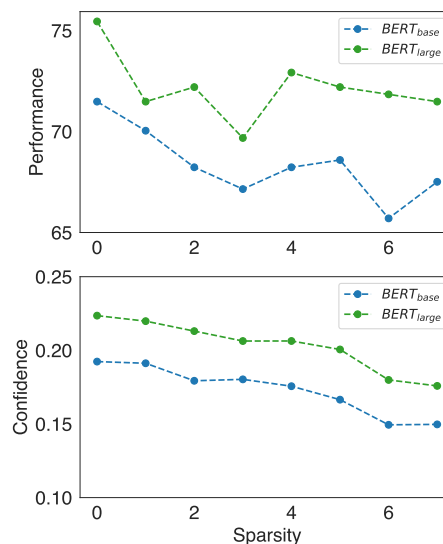 75
70
65
Performance
BERT_base
BERT_large
0 2 4 6
0.25
0.20
0.15
0.10
Confidence
BERT_base
BERT_large
0 2 4 6
Sparsity